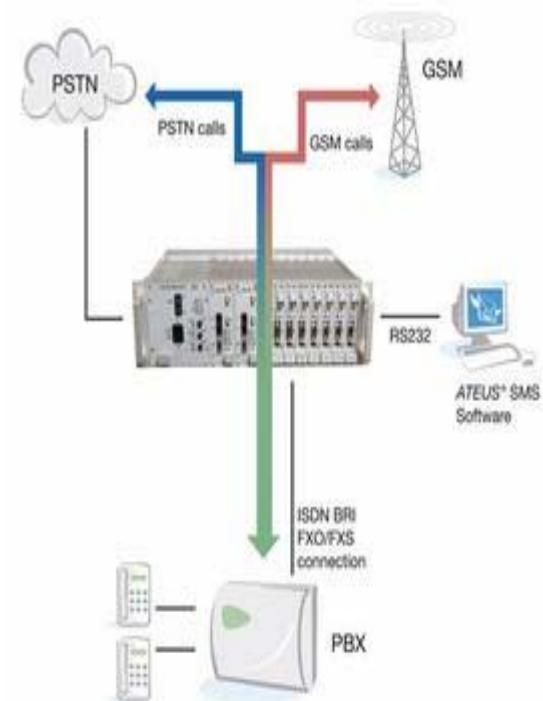 PSTN
GSM
PSTN calls
GSM calls
RS232
ATEUS® SMS
Software
ISDN BRI
FXO/FXS
connection
PBX